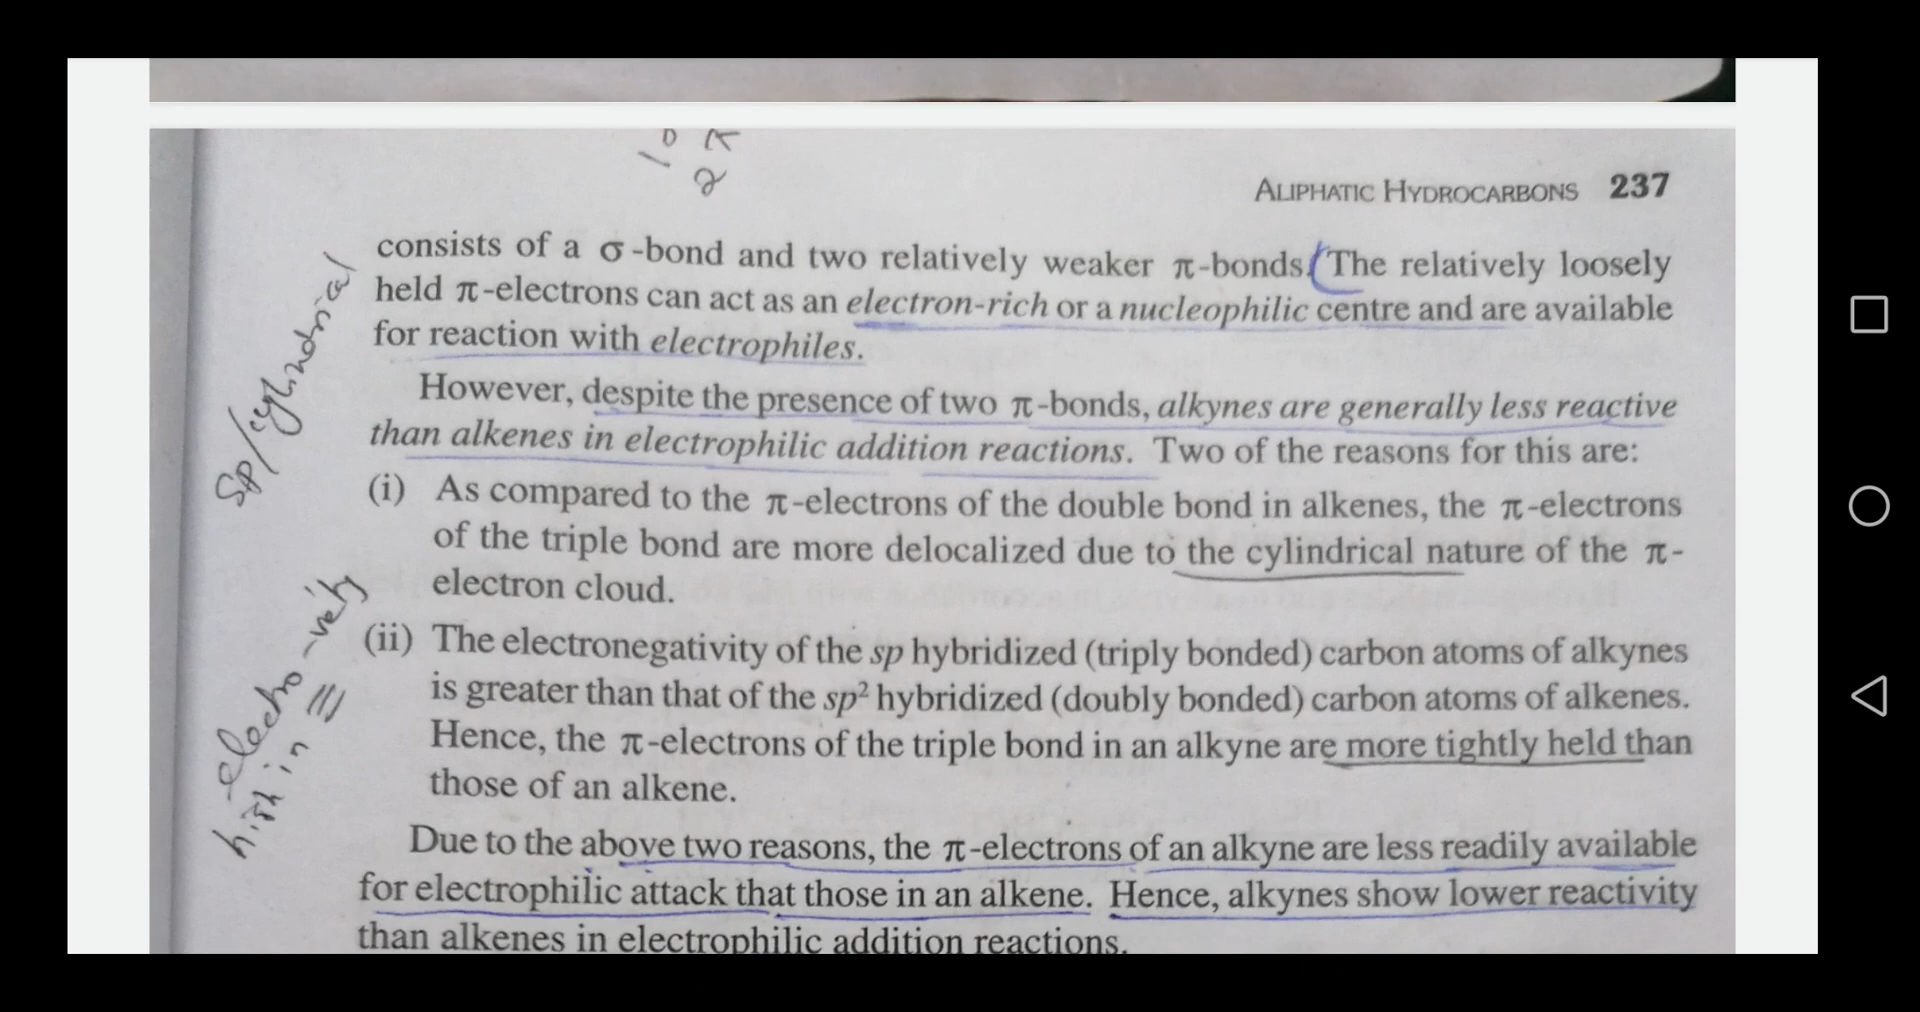 1σ π
2
ALIPHATIC HYDROCARBONS 237
consists of a σ-bond and two relatively weaker π-bonds. The relatively loosely
held π-electrons can act as an electron-rich or a nucleophilic centre and are available
for reaction with electrophiles.
However, despite the presence of two π-bonds, alkynes are generally less reactive
than alkenes in electrophilic addition reactions. Two of the reasons for this are:
(i) As compared to the π-electrons of the double bond in alkenes, the π-electrons
of the triple bond are more delocalized due to the cylindrical nature of the π-
electron cloud.
(ii) The electronegativity of the sp hybridized (triply bonded) carbon atoms of alkynes
is greater than that of the sp² hybridized (doubly bonded) carbon atoms of alkenes.
Hence, the π-electrons of the triple bond in an alkyne are more tightly held than
those of an alkene.
Due to the above two reasons, the π-electrons of an alkyne are less readily available
for electrophilic attack that those in an alkene. Hence, alkynes show lower reactivity
than alkenes in electrophilic addition reactions.
sp/cylindrical
electro -vety
high in ≡